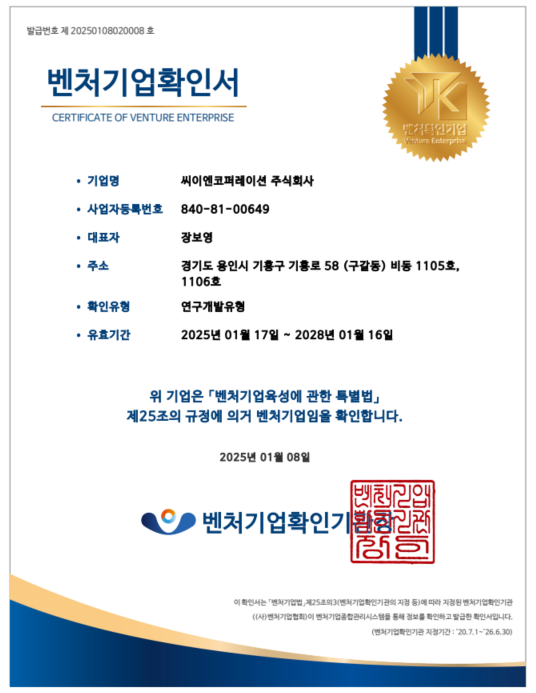 발급번호 제 20250108020008 호
벤처기업확인서
CERTIFICATE OF VENTURE ENTERPRISE
벤처확인기업
Venture Enterprise
• 기업명 씨이엔코퍼레이션 주식회사
• 사업자등록번호 840-81-00649
• 대표자 장보영
• 주소 경기도 용인시 기흥구 기흥로 58 (구갈동) 비동 1105호,
1106호
• 확인유형 연구개발유형
• 유효기간 2025년 01월 17일 ~ 2028년 01월 16일
위 기업은「벤처기업육성에 관한 특별법」
제25조의 규정에 의거 벤처기업임을 확인합니다.
2025년 01월 08일
벤처기업확인기관장
벤처기업
확인기관
장의인
이 확인서는「벤처기업법」제25조의3(벤처기업확인기관의 지정 등)에 따라 지정된 벤처기업확인기관
((사)벤처기업협회)이 벤처기업종합관리시스템을 통해 정보를 확인하고 발급한 확인서입니다.
(벤처기업확인기관 지정기간 : `20.7.1~`26.6.30)